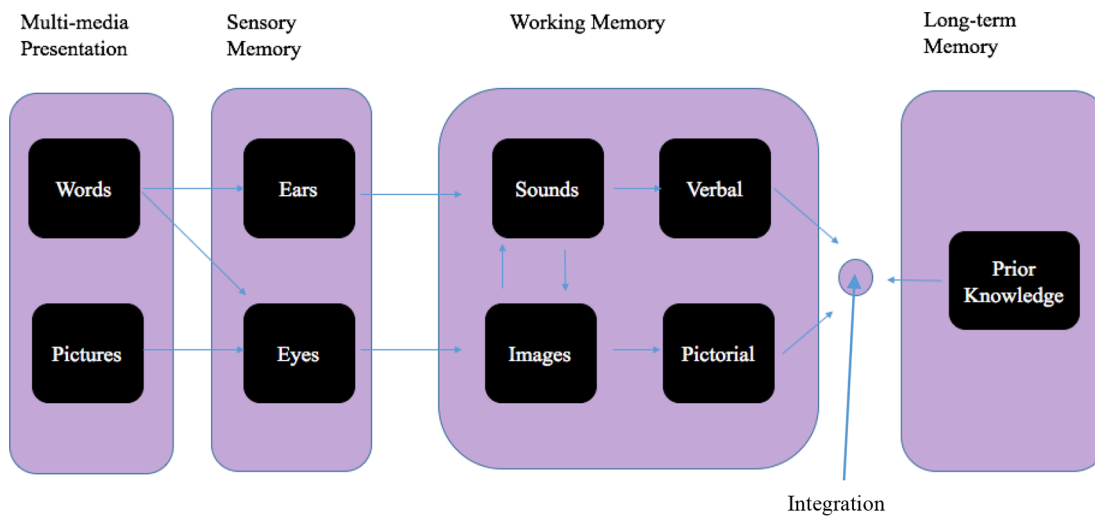 Multi-media
Presentation
Sensory
Memory
Working Memory
Long-term
Memory
Words
Ears
Sounds
Verbal
Prior
Knowledge
Pictures
Eyes
Images
Pictorial
Integration